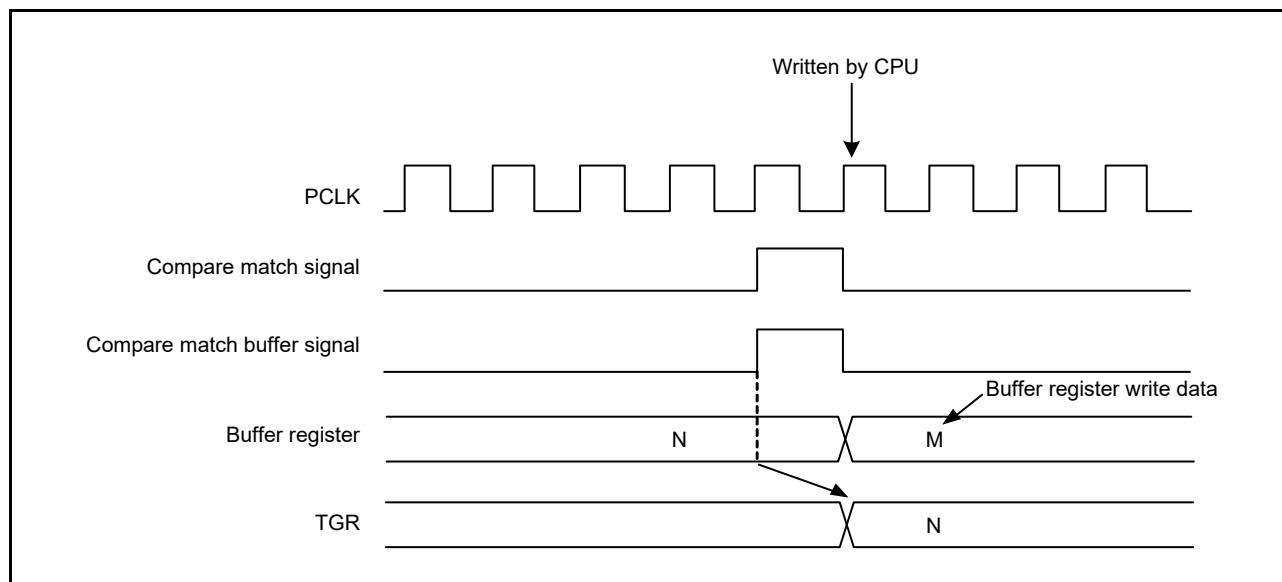 Written by CPU
PCLK
Compare match signal
Compare match buffer signal
Buffer register write data
Buffer register
N
M
TGR
N